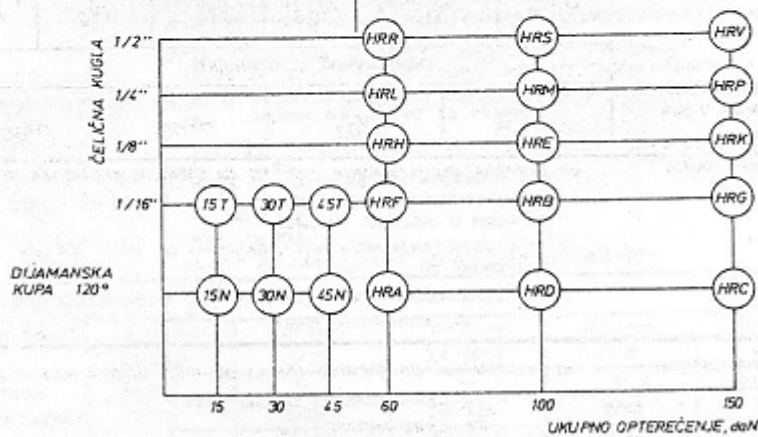 1/2" HRR HRS HRV
ČELIČNA KUGLA
1/4" HRL HRM HRP
1/8" HRH HRE HRK
1/16" 15T 30T 45T HRF HRB HRG
DIJAMANSKA
KUPA 120° 15N 30N 45N HRA HRD HRC
15 30 45 60 100 150
UKUPNO OPTEREĆENJE, daN